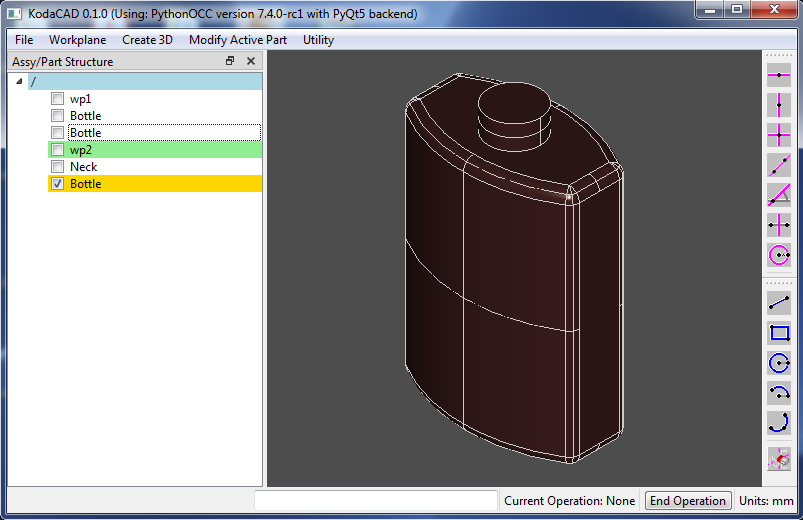 KodaCAD 0.1.0 (Using: PythonOCC version 7.4.0-rc1 with PyQt5 backend)
File Workplane Create 3D Modify Active Part Utility
Assy/Part Structure
/
wp1
Bottle
Bottle
wp2
Neck
Bottle
Current Operation: None End Operation Units: mm